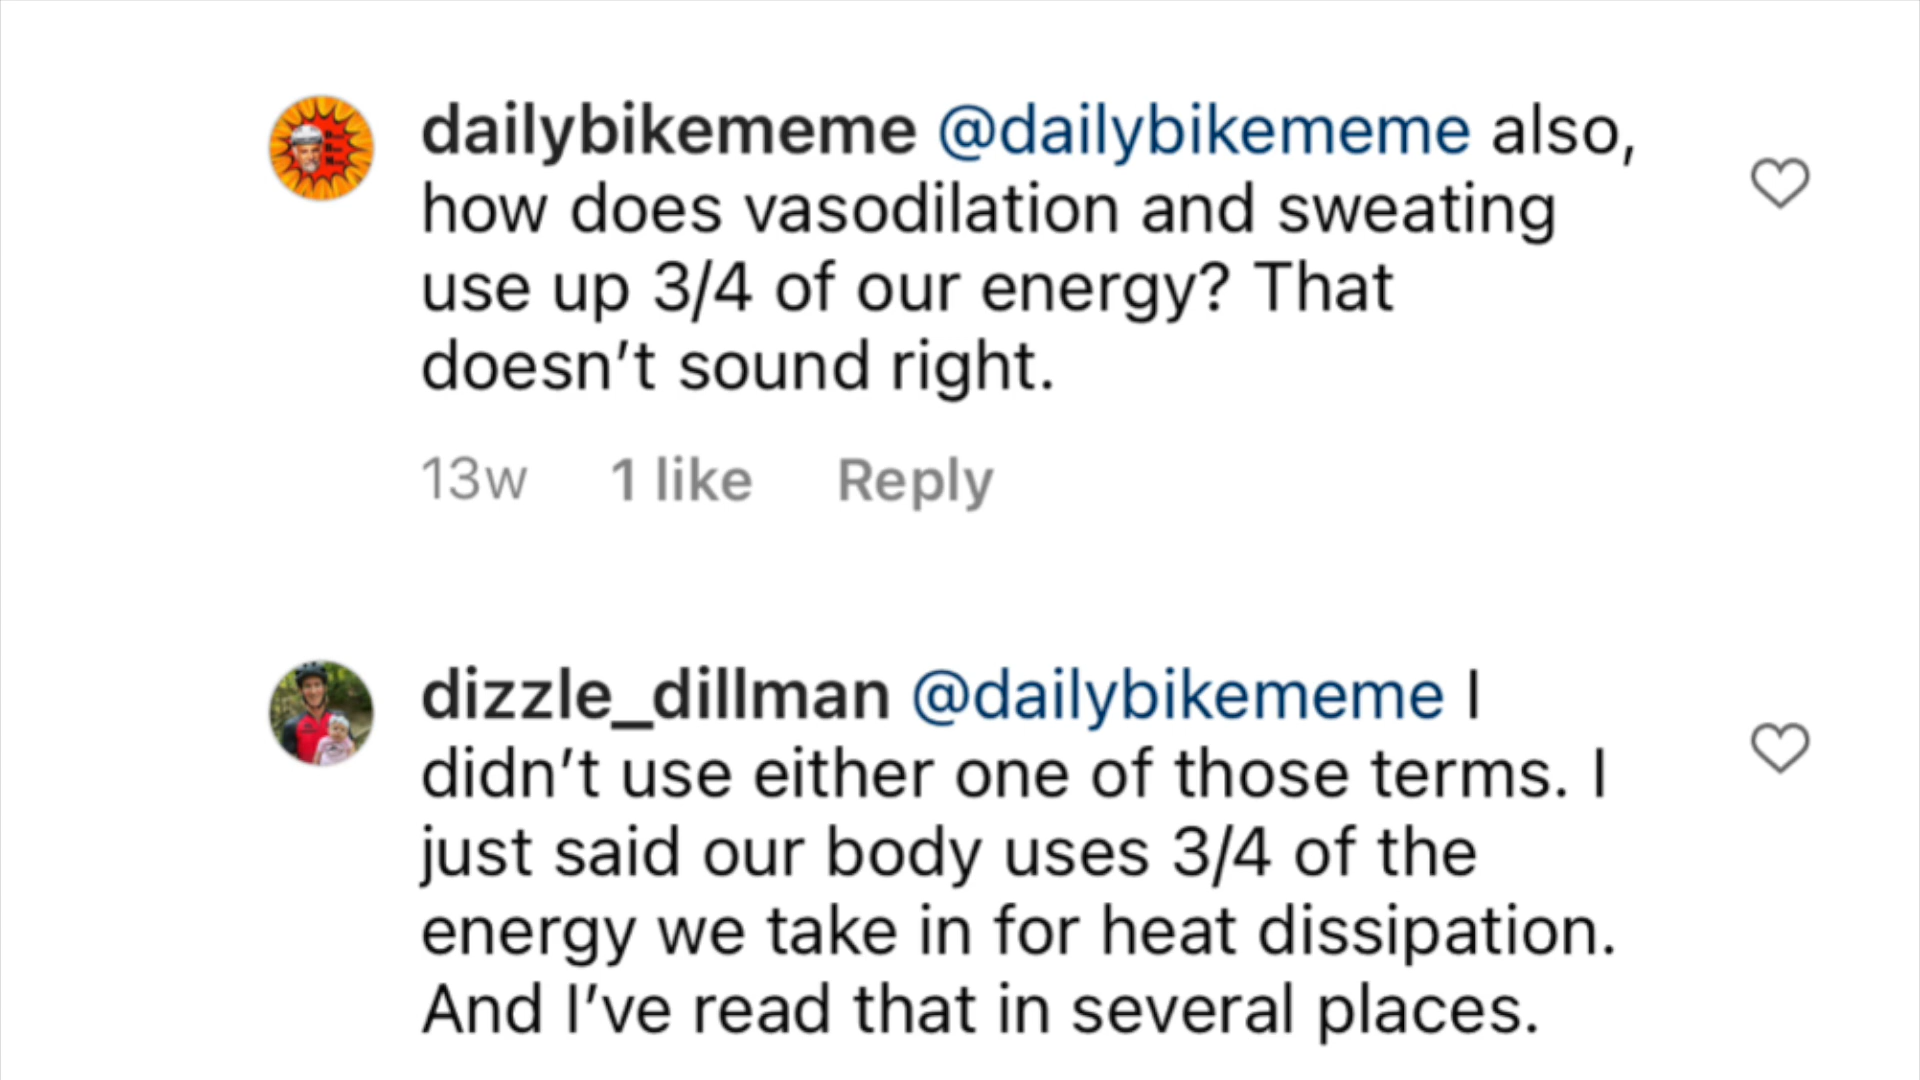 dailybikememe @dailybikememe also,
how does vasodilation and sweating
use up 3/4 of our energy? That
doesn’t sound right.
13w 1 like Reply
dizzle_dillman @dailybikememe I
didn’t use either one of those terms. I
just said our body uses 3/4 of the
energy we take in for heat dissipation.
And I’ve read that in several places.